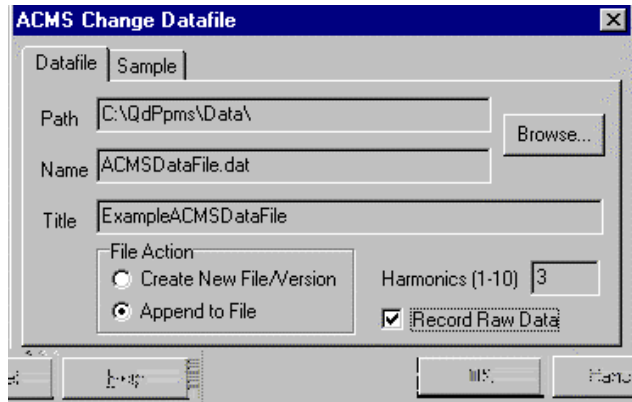 ACMS Change Datafile
Datafile Sample
Path C:\QdPpms\Data\
Browse...
Name ACMSDataFile.dat
Title ExampleACMSDataFile
File Action
Create New File/Version
Harmonics (1-10) 3
Append to File
Record Raw Data